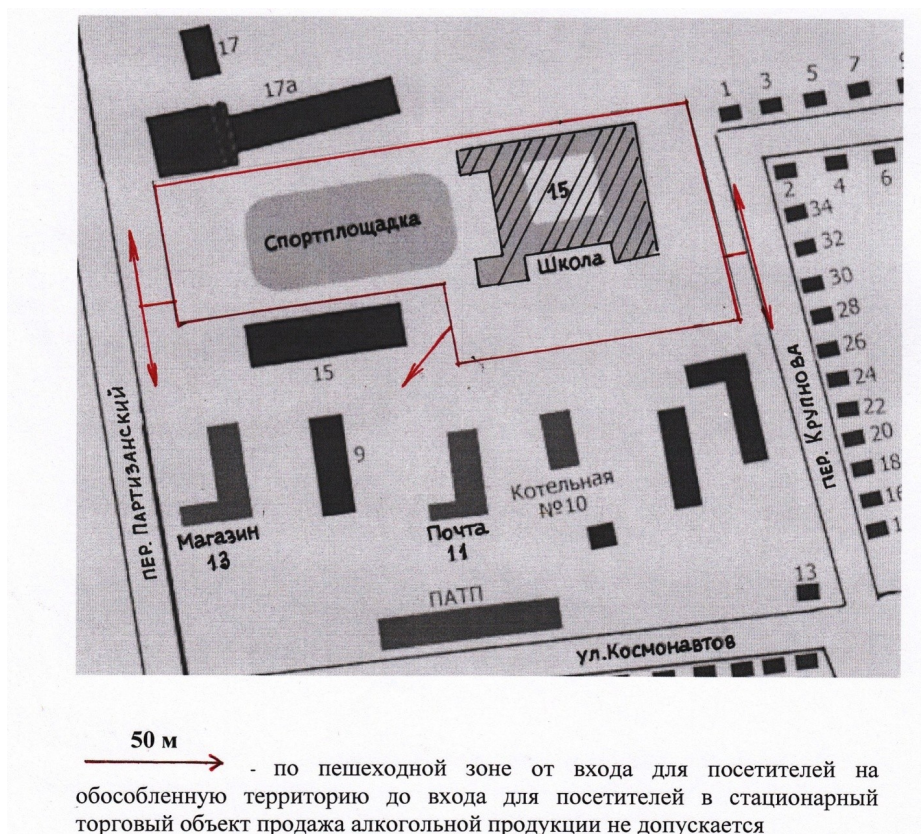 17
17а
1 3 5 7 9
2 4 6
15
Спортплощадка
Школа
34
32
30
28
26
24
22
20
18
16
15
9
Магазин
13
Почта
11
Котельная
№10
13
ПАТП
ул.Космонавтов
ПЕР. ПАРТИЗАНСКИЙ
ПЕР. КРУПНОВА
50 м
- по пешеходной зоне от входа для посетителей на
обособленную территорию до входа для посетителей в стационарный
торговый объект продажа алкогольной продукции не допускается